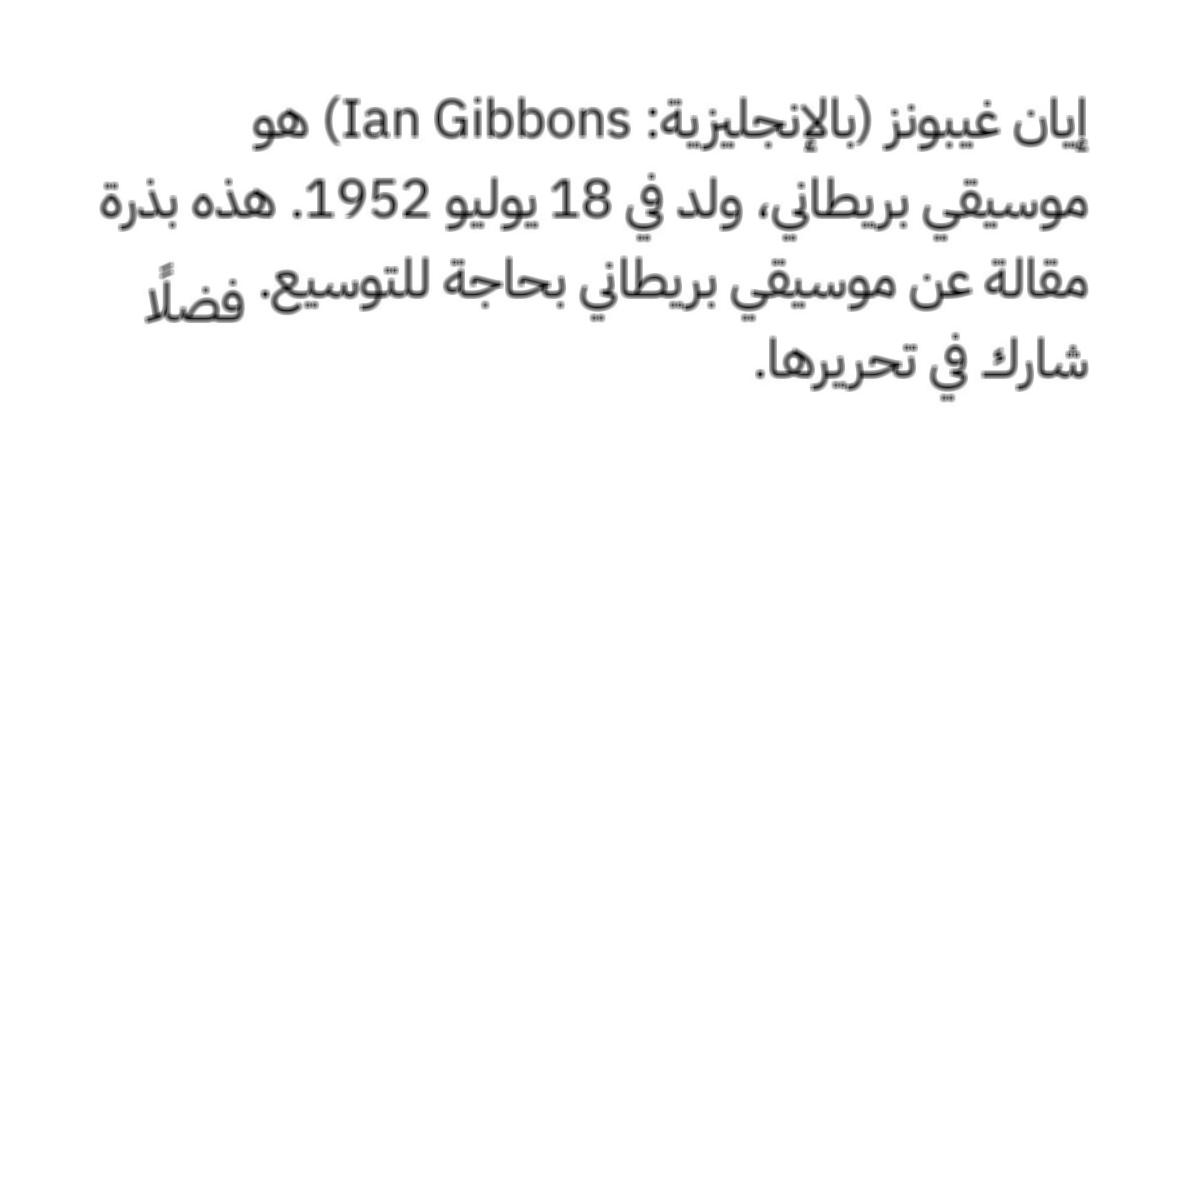 إيان غيبونز (بالإنجليزية: Ian Gibbons) هو
موسيقي بريطاني، ولد في 18 يوليو 1952. هذه بذرة
مقالة عن موسيقي بريطاني بحاجة للتوسيع. فضلًا
شارك في تحريرها.